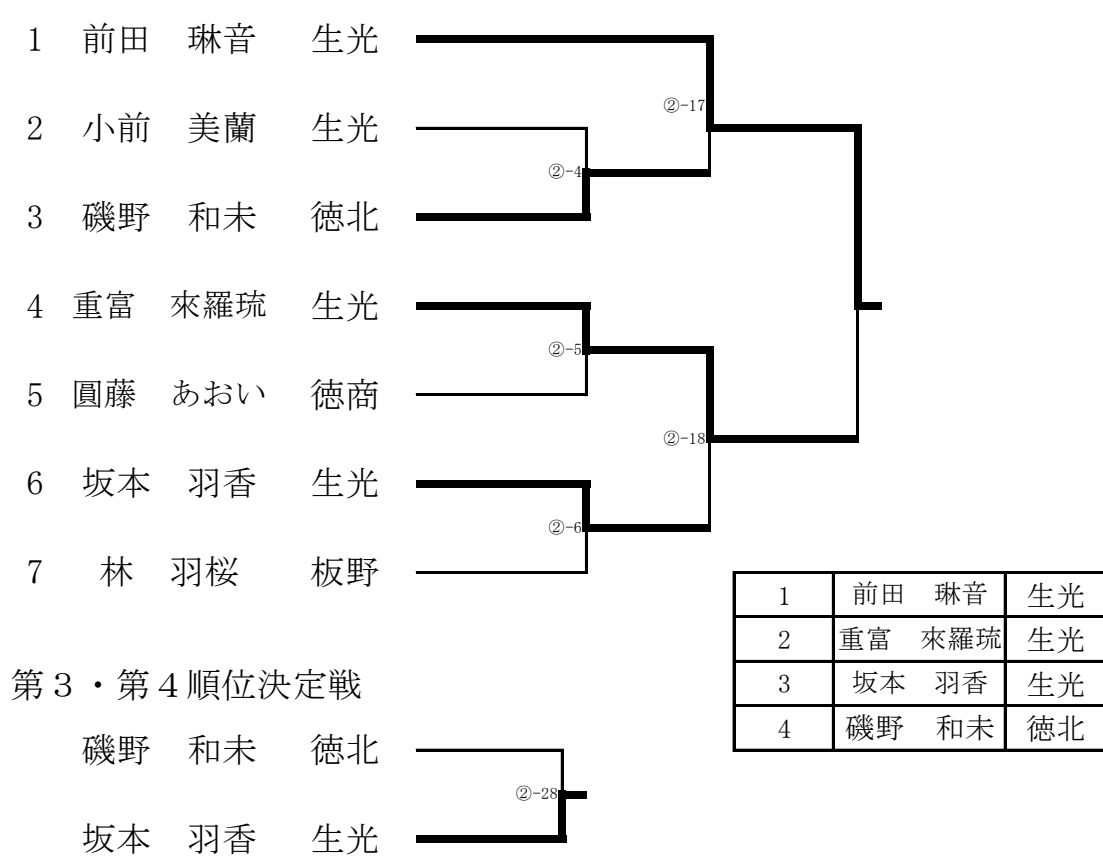 1 前田 琳音 生光
②-17
2 小前 美蘭 生光
②-4
3 磯野 和未 徳北
4 重富 來羅琉 生光
②-5
5 圓藤 あおい 徳商
②-18
6 坂本 羽香 生光
②-6
7 林 羽桜 板野
1 前田 琳音 生光
2 重富 來羅琉 生光
3 坂本 羽香 生光
4 磯野 和未 徳北
第３・第４順位決定戦
磯野 和未 徳北
②-28
坂本 羽香 生光